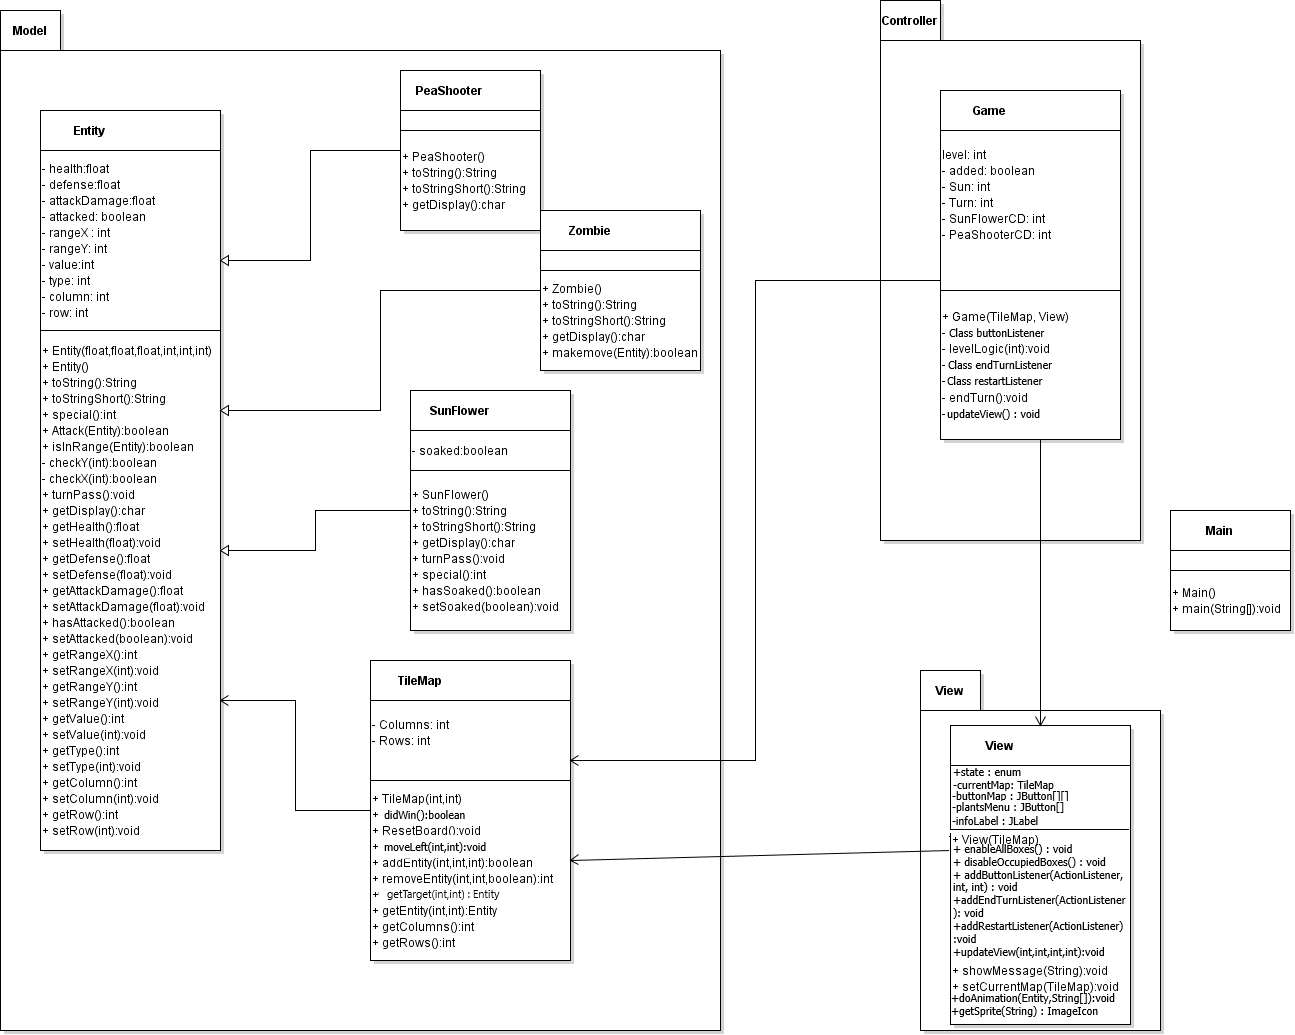 Model
Entity
- health:float
- defense:float
- attackDamage:float
- attacked: boolean
- rangeX : int
- rangeY: int
- value:int
- type: int
- column: int
- row: int
+ Entity(float,float,float,int,int,int)
+ Entity()
+ toString():String
+ toStringShort():String
+ special():int
+ Attack(Entity):boolean
+ isInRange(Entity):boolean
- checkY(int):boolean
- checkX(int):boolean
+ turnPass():void
+ getDisplay():char
+ getHealth():float
+ setHealth(float):void
+ getDefense():float
+ setDefense(float):void
+ getAttackDamage():float
+ setAttackDamage(float):void
+ hasAttacked():boolean
+ setAttacked(boolean):void
+ getRangeX():int
+ setRangeX(int):void
+ getRangeY():int
+ setRangeY(int):void
+ getValue():int
+ setValue(int):void
+ getType():int
+ setType(int):void
+ getColumn():int
+ setColumn(int):void
+ getRow():int
+ setRow(int):void
PeaShooter
+ PeaShooter()
+ toString():String
+ toStringShort():String
+ getDisplay():char
Zombie
+ Zombie()
+ toString():String
+ toStringShort():String
+ getDisplay():char
+ makemove(Entity):boolean
SunFlower
- soaked:boolean
+ SunFlower()
+ toString():String
+ toStringShort():String
+ getDisplay():char
+ turnPass():void
+ special():int
+ hasSoaked():boolean
+ setSoaked(boolean):void
TileMap
- Columns: int
- Rows: int
+ TileMap(int,int)
+ didWin():boolean
+ ResetBoard():void
+ moveLeft(int,int):void
+ addEntity(int,int,int):boolean
+ removeEntity(int,int,boolean):int
+ getTarget(int,int) : Entity
+ getEntity(int,int):Entity
+ getColumns():int
+ getRows():int
Controller
Game
level: int
- added: boolean
- Sun: int
- Turn: int
- SunFlowerCD: int
- PeaShooterCD: int
+ Game(TileMap, View)
- Class buttonListener
- levelLogic(int):void
- Class endTurnListener
- Class restartListener
- endTurn():void
- updateView() : void
Main
+ Main()
+ main(String[]):void
View
View
+state : enum
-currentMap: TileMap
-buttonMap : JButton[][]
-plantsMenu : JButton[]
-infoLabel : JLabel
+ View(TileMap)
+ enableAllBoxes() : void
+ disableOccupiedBoxes() : void
+ addButtonListener(ActionListener,
int, int) : void
+addEndTurnListener(ActionListener
): void
+addRestartListener(ActionListener)
:void
+updateView(int,int,int,int):void
+ showMessage(String):void
+ setCurrentMap(TileMap):void
+doAnimation(Entity,String[]):void
+getSprite(String) : ImageIcon